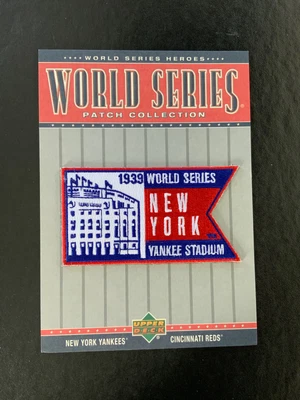 WORLD SERIES HEROES
WORLD SERIES®
PATCH COLLECTION
1939 WORLD SERIES
NEW
YORK
YANKEE STADIUM
UPPER
DECK
NEW YORK YANKEES® CINCINNATI REDS®